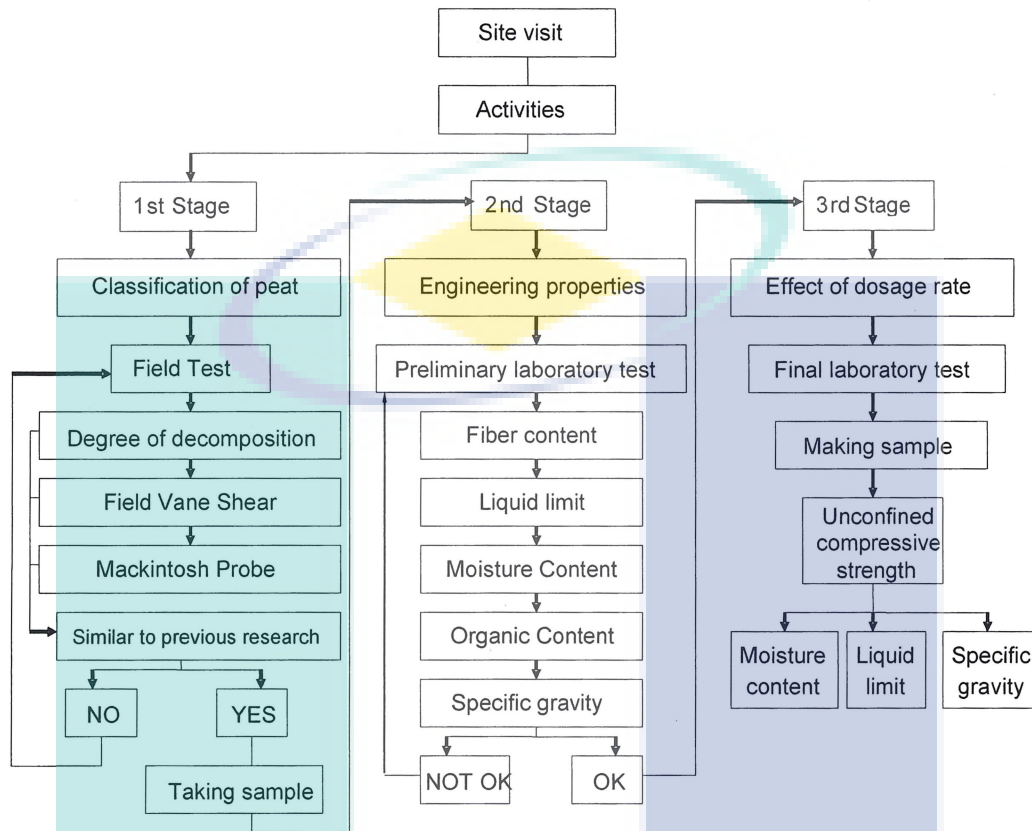 Site visit
Activities
1st Stage
Classification of peat
Field Test
Degree of decomposition
Field Vane Shear
Mackintosh Probe
Similar to previous research
NO
YES
Taking sample
2nd Stage
Engineering properties
Preliminary laboratory test
Fiber content
Liquid limit
Moisture Content
Organic Content
Specific gravity
NOT OK
OK
3rd Stage
Effect of dosage rate
Final laboratory test
Making sample
Unconfined
compressive
strength
Moisture
content
Liquid
limit
Specific
gravity